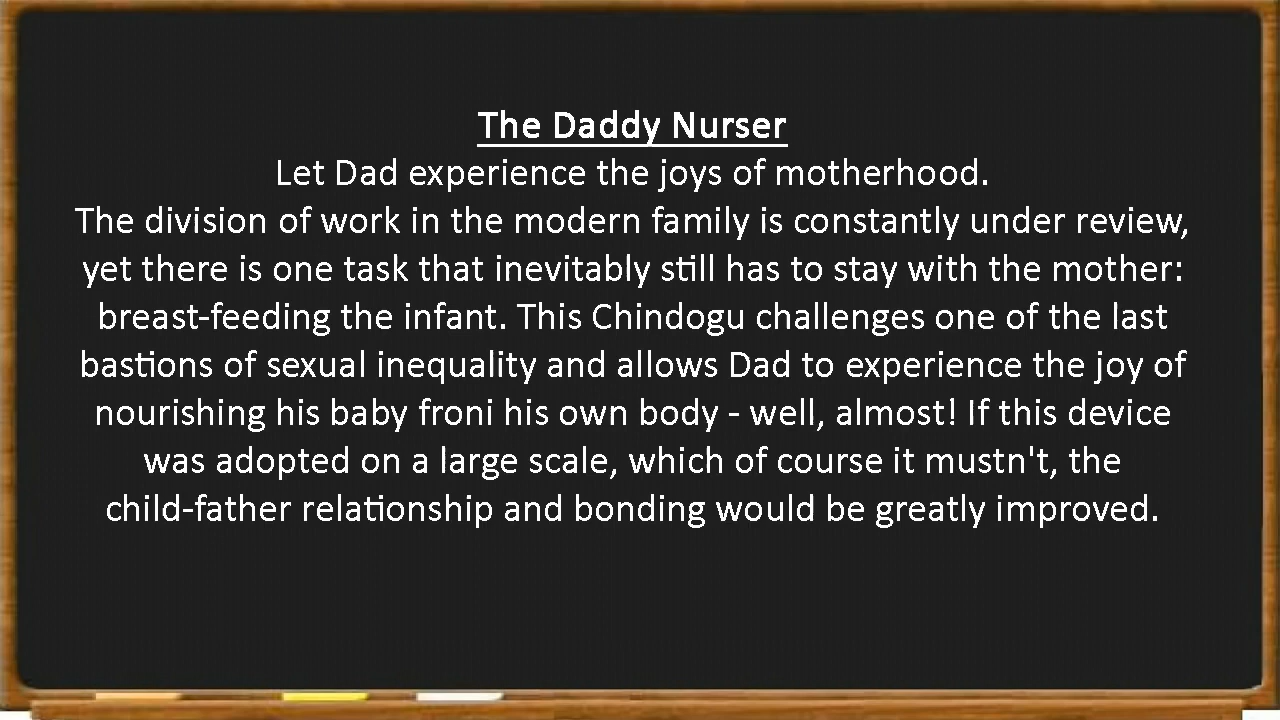 The Daddy Nurser
Let Dad experience the joys of motherhood.
The division of work in the modern family is constantly under review,
yet there is one task that inevitably still has to stay with the mother:
breast-feeding the infant. This Chindogu challenges one of the last
bastions of sexual inequality and allows Dad to experience the joy of
nourishing his baby froni his own body - well, almost! If this device
was adopted on a large scale, which of course it mustn't, the
child-father relationship and bonding would be greatly improved.